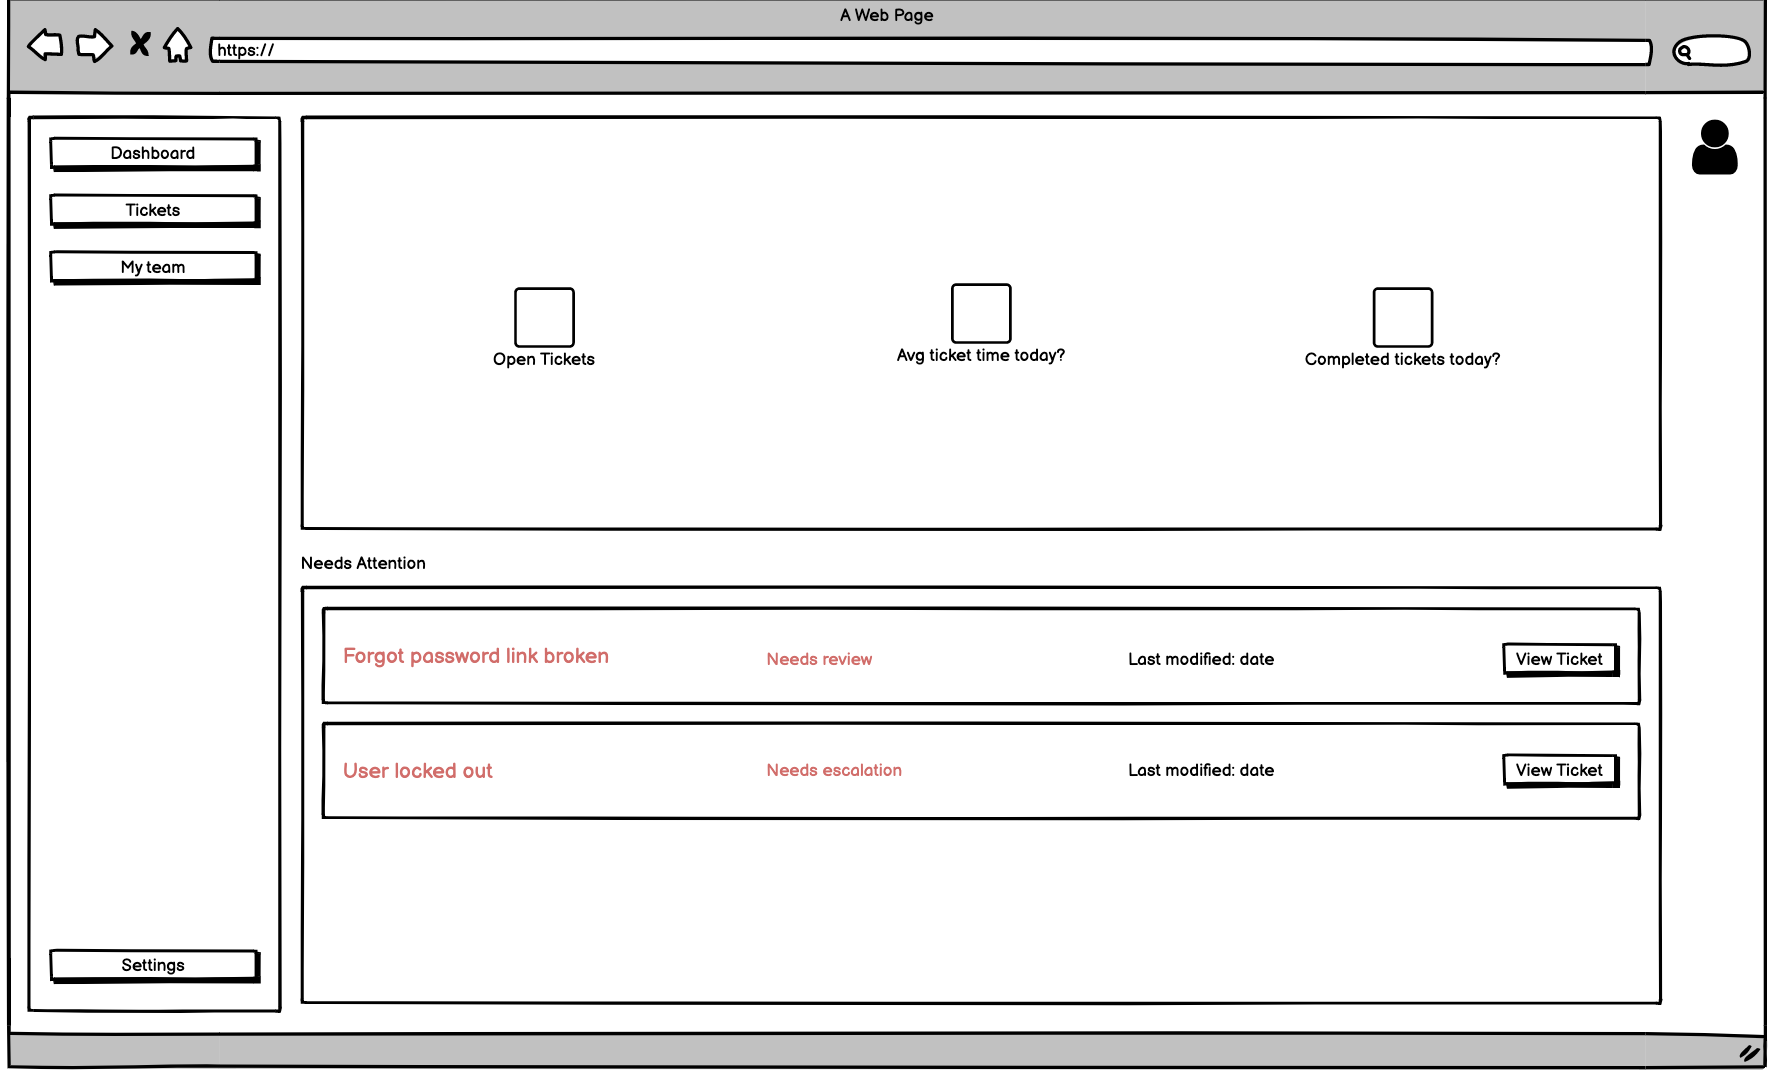 A Web Page
https://
Dashboard
Tickets
My team
Settings
Open Tickets
Avg ticket time today?
Completed tickets today?
Needs Attention
Forgot password link broken
Needs review
Last modified: date
View Ticket
User locked out
Needs escalation
Last modified: date
View Ticket